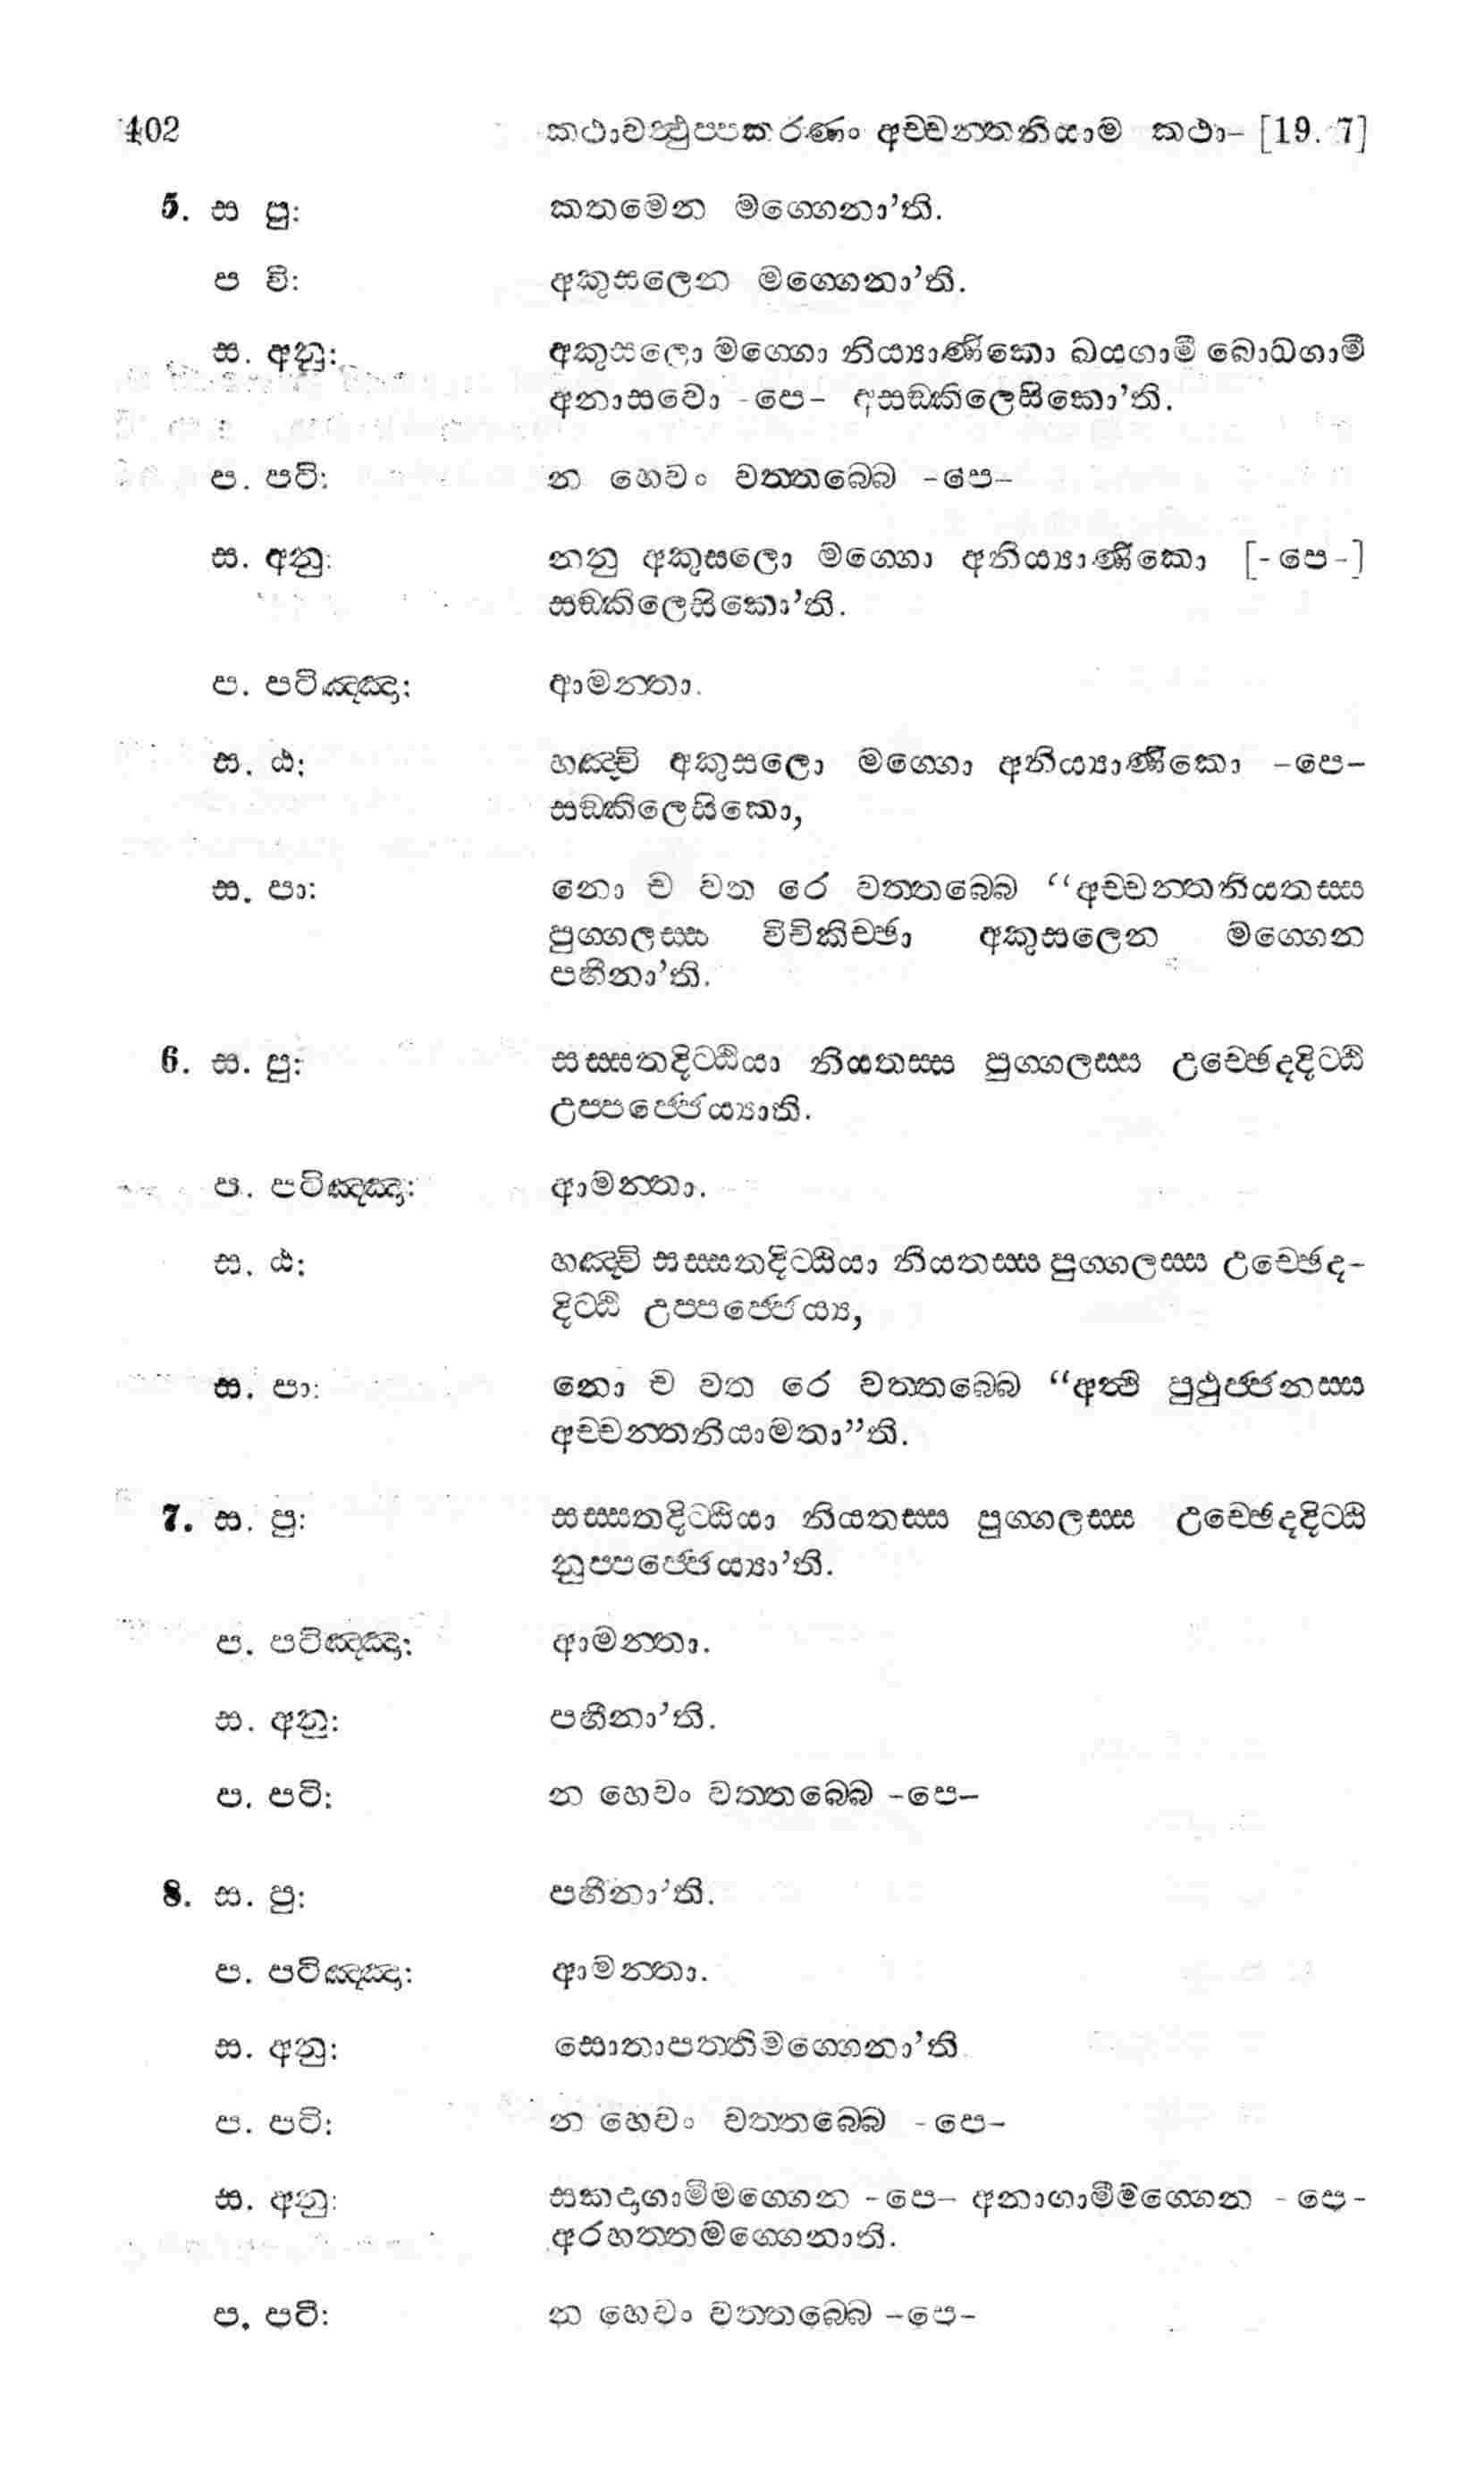 402 කථාවත්‍ථුප්පකරණං අච්චන්තනියාම කථා– [19. 7]
5. ස පු: කතමෙන මග්ගෙනා’ති.
ප වි: අකුසලෙන මග්ගෙනා’ති.
ස. අනු: අකුසලො මග්ගො නිය්‍යාණිකො ඛයගාමී බොධගාමී
අනාසවො -පෙ- අසඞ්කිලෙසිකො’ති.
ප. පටි: න හෙවං වත්තබ්බෙ -පෙ–
ස. අනු: නනු අකුසලො මග්ගො අනිය්‍යාණිකො [-පෙ-]
සඞ්කිලෙසිකො’ති.
ප. පටිඤ්ඤා: ආමන්තා.
ස. ඨ: හඤ්චි අකුසලො මග්ගො අනිය්‍යාණිකො -පෙ-
සඞ්කිලෙසිකො,
ස. පා: නො ච වත රෙ වත්තබ්බෙ “අච්චන්තනියතස්ස
පුග්ගලස්ස විචිකිච්ඡා අකුසලෙන මග්ගෙන
පහීනා’ති.
6. ස. පු: සස්සතදිට්ඨියා නියතස්ස පුග්ගලස්ස උච්ඡෙදදිට්ඨි
උප්පජ්ජෙය්‍යාති.
ප. පටිඤ්ඤා: ආමන්තා.
ස. ඨ: හඤ්චි සස්සතදිට්ඨියා නියතස්ස පුග්ගලස්ස උච්ඡෙද-
දිට්ඨි උප්පජ්ජෙය්‍ය,
ස. පා: නො ච වත රෙ වත්තබ්බෙ “අත්‍ථි පුථුජ්ජනස්ස
අච්චන්තනියාමතා”ති.
7. ස. පු: සස්සතදිට්ඨියා නියතස්ස පුග්ගලස්ස උච්ඡෙදදිට්ඨි
නුප්පජ්ජෙය්‍යා’ති.
ප. පටිඤ්ඤා: ආමන්තා.
ස. අනු: පහීනා’ති.
ප. පටි: න හෙවං වත්තබ්බෙ -පෙ–
8. ස. පු: පහීනා’ති.
ප. පටිඤ්ඤා: ආමන්තා.
ස. අනු: සොතාපත්තිමග්ගෙනා’ති
ප. පටි: න හෙවං වත්තබ්බෙ -පෙ-
ස. අනු: සකදාගාමිමග්ගෙන -පෙ– අනාගාමීමග්ගෙන -පෙ-
අරහත්තමග්ගෙනාති.
ප. පටී: න හෙවං වත්තබ්බෙ -පෙ-